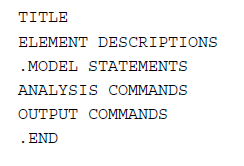 TITLE
ELEMENT DESCRIPTIONS
.MODEL STATEMENTS
ANALYSIS COMMANDS
OUTPUT COMMANDS
.END